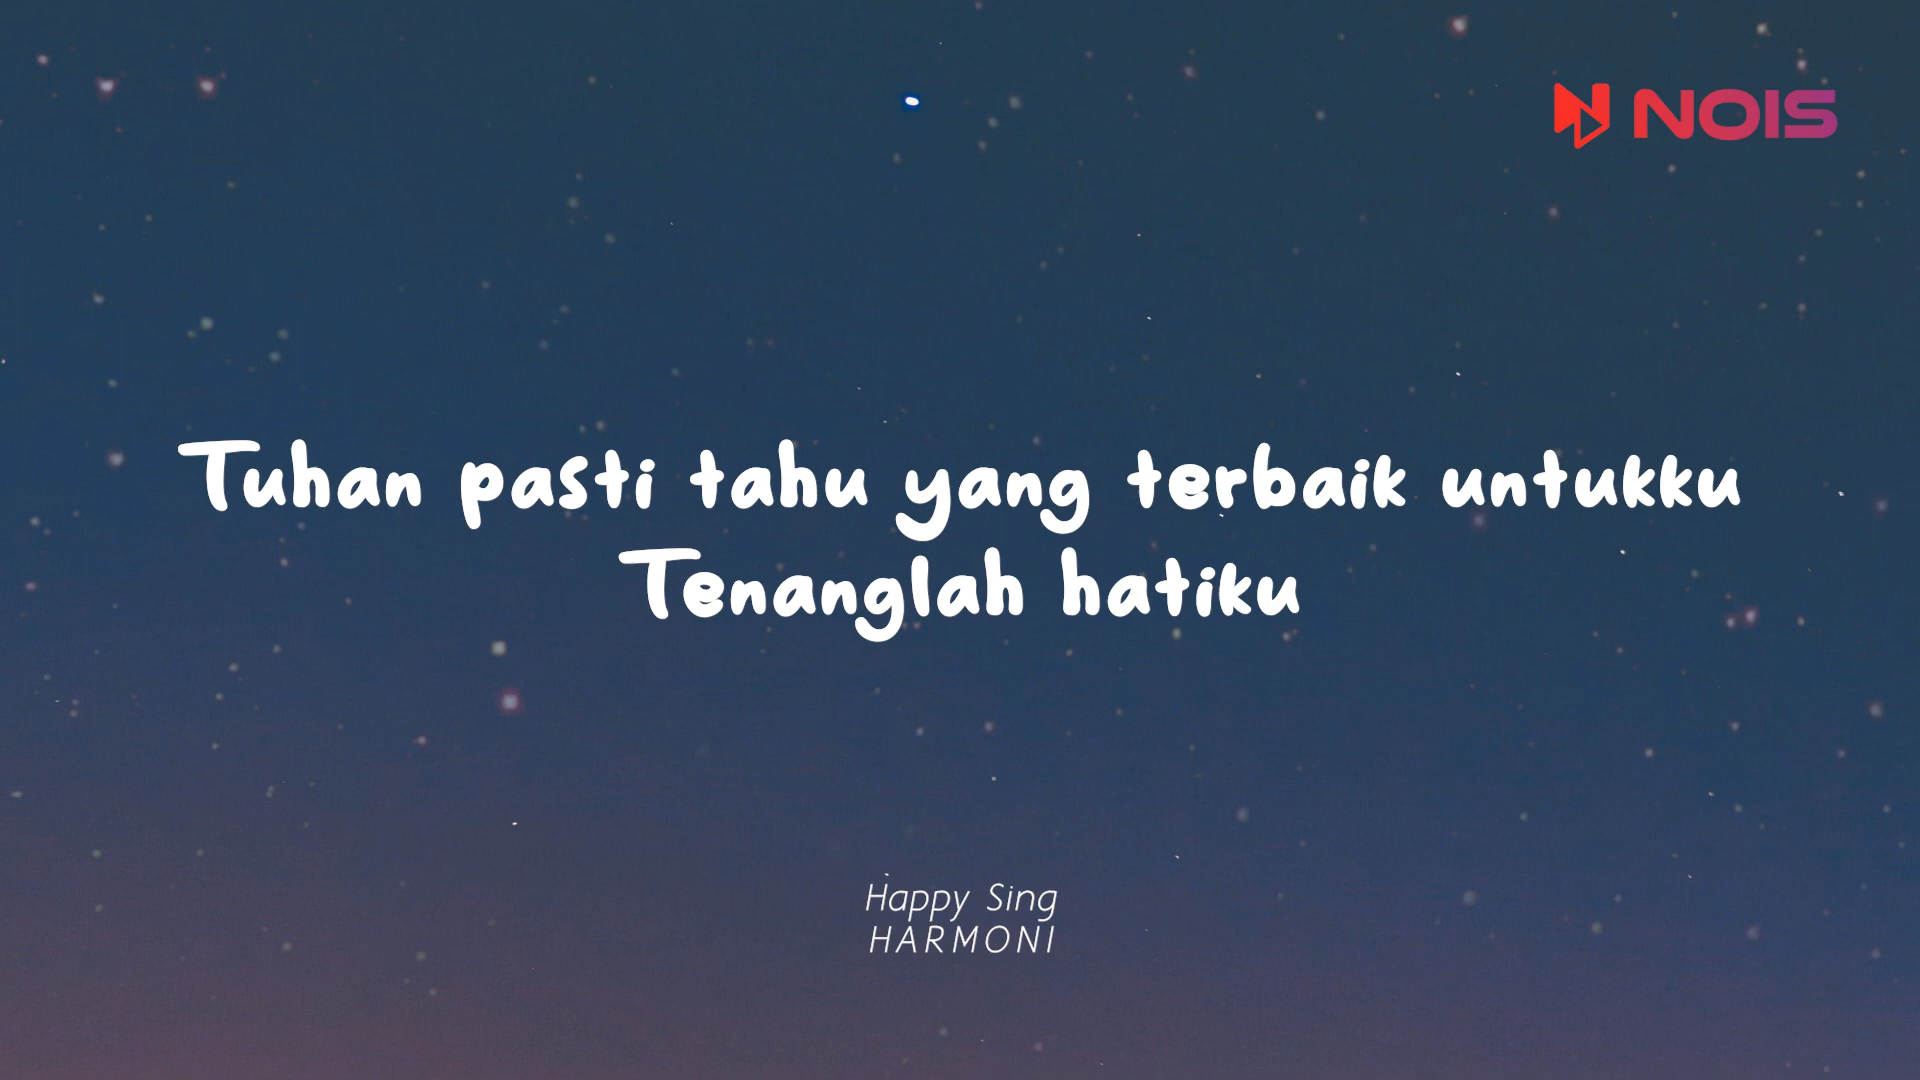 NOIS
Tuhan pasti tahu yang terbaik untukku
Tenanglah hatiku
Happy Sing
HARMONI